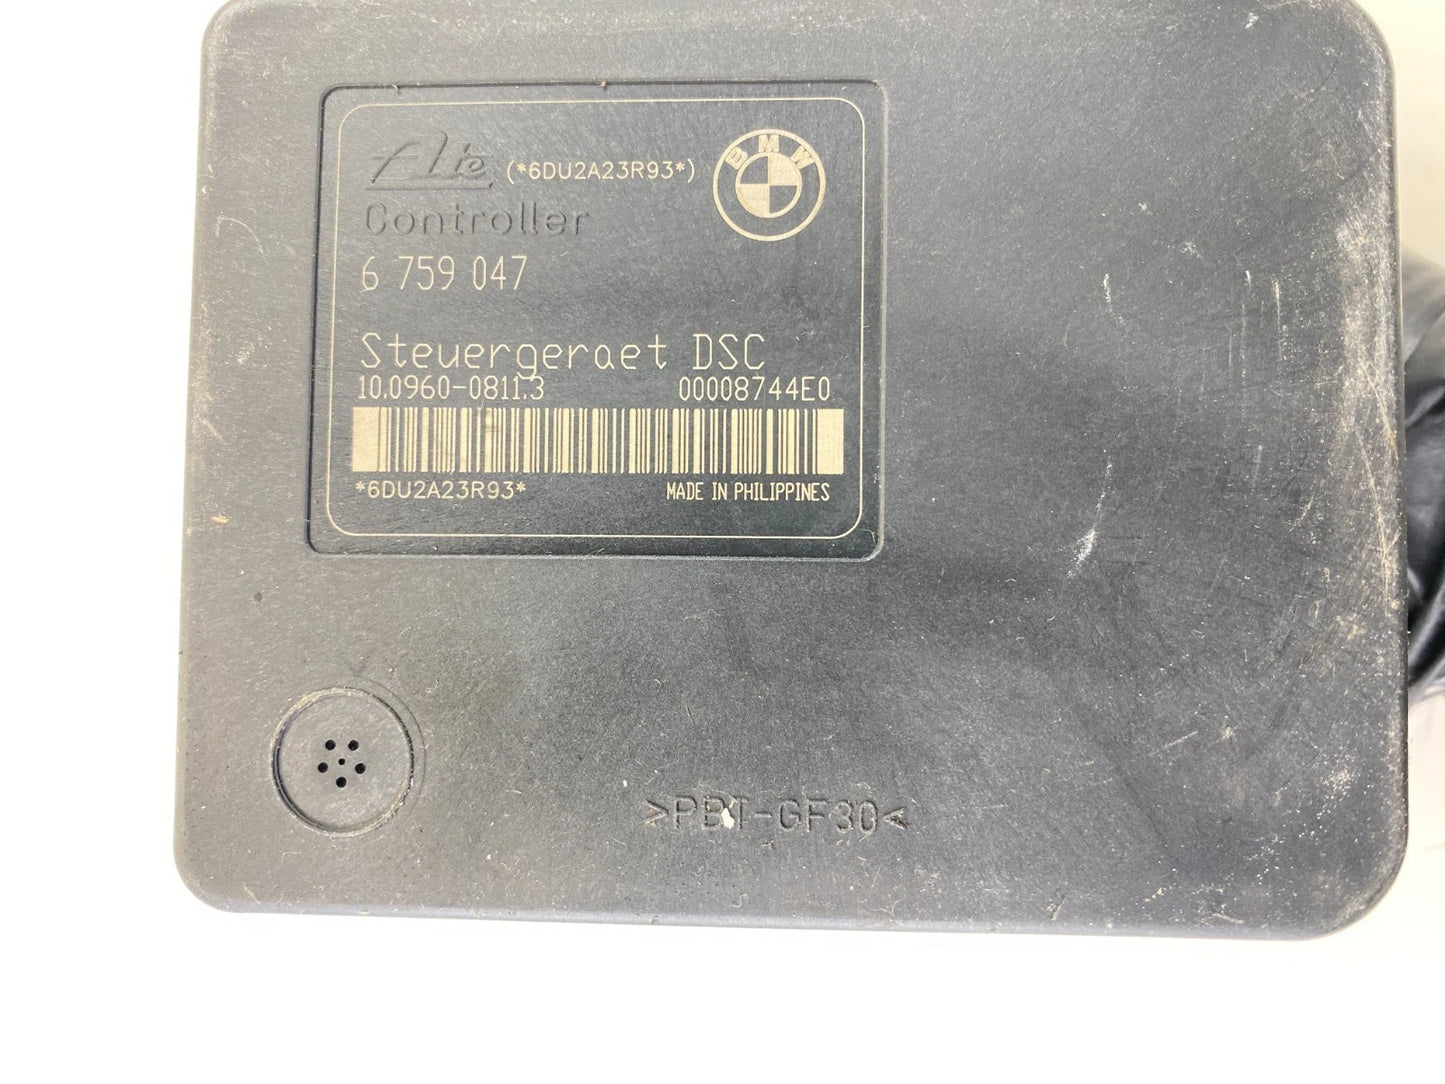 Ate (*6DU2A23R93*)
BMW
Controller
6 759 047
Steuergeraet DSC
10.0960-0811.3 00008744E0
*6DU2A23R93* MADE IN PHILIPPINES
>PBT-GF30<